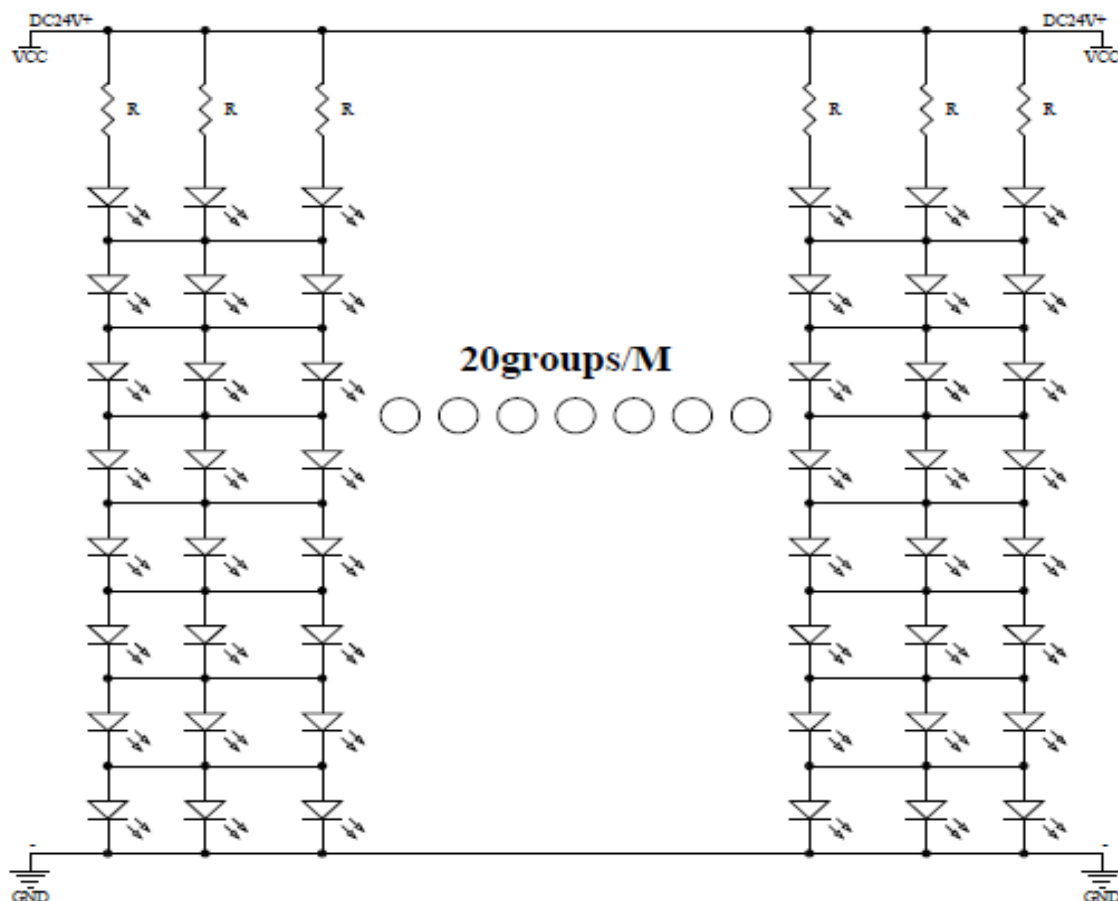 DC24V+ DC24V+
VCC VCC
R R R R R R
20groups/M
- -
GND GND